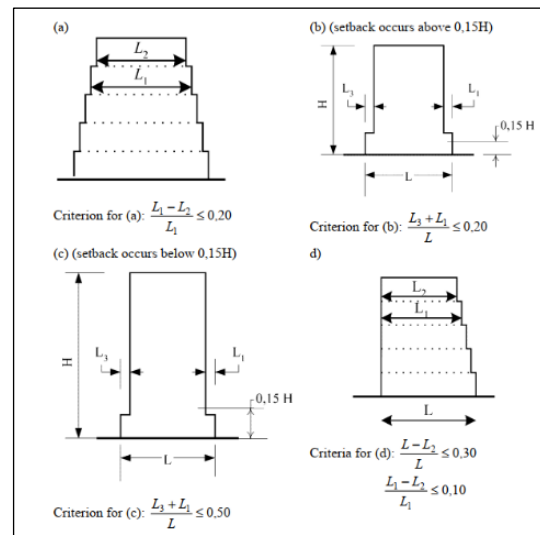 (a)
L₂
L₁
Criterion for (a): (L₁ − L₂)/L₁ ≤ 0,20
(b) (setback occurs above 0,15H)
H
L₃
L₁
0,15 H
L
Criterion for (b): (L₃ + L₁)/L ≤ 0,20
(c) (setback occurs below 0,15H)
H
L₃
L₁
0,15 H
L
Criterion for (c): (L₃ + L₁)/L ≤ 0,50
d)
L₂
L₁
L
Criteria for (d): (L − L₂)/L ≤ 0,30
(L₁ − L₂)/L₁ ≤ 0,10